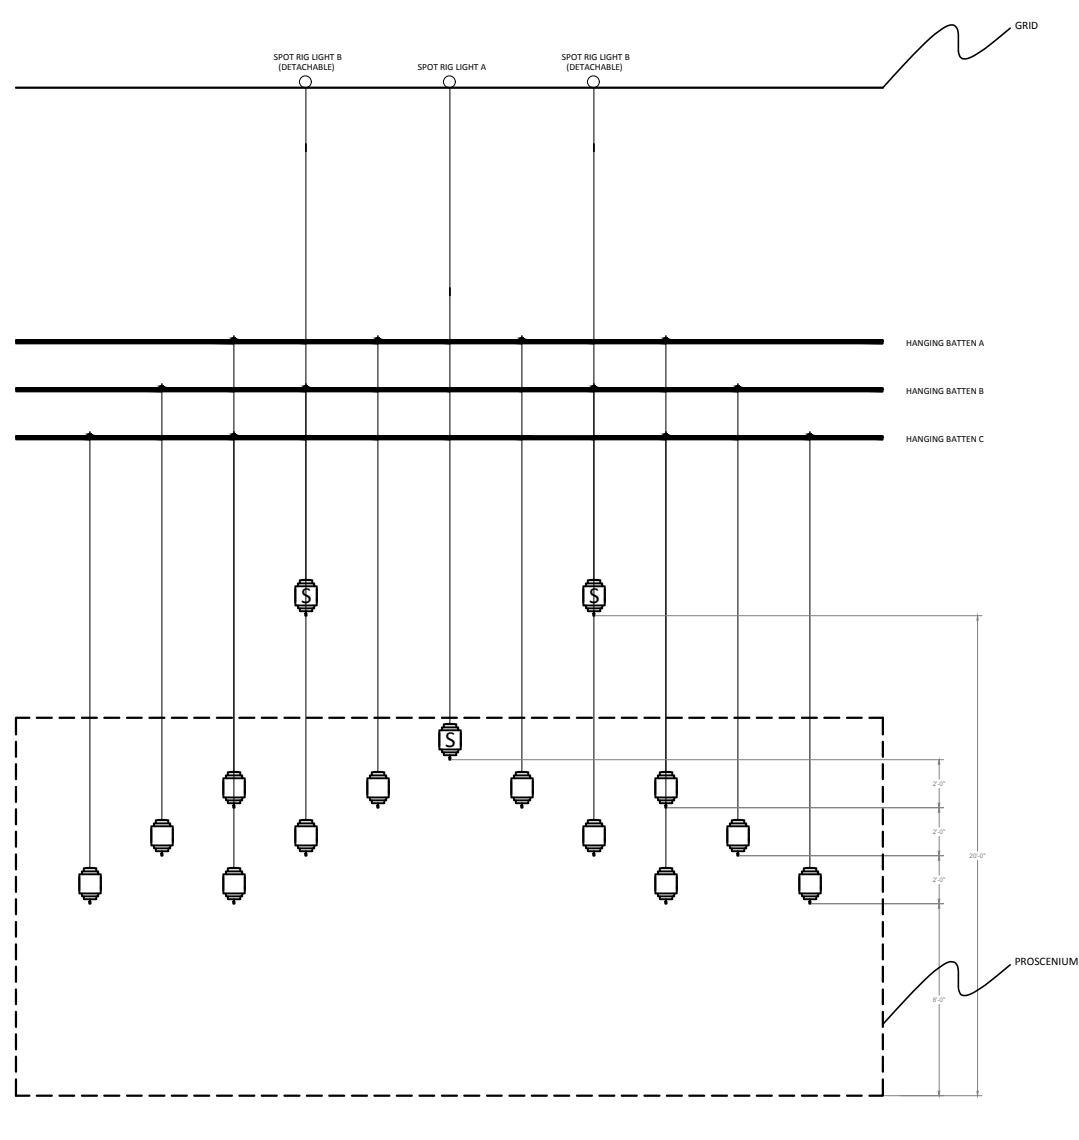 GRID
SPOT RIG LIGHT B
(DETACHABLE)
SPOT RIG LIGHT A
SPOT RIG LIGHT B
(DETACHABLE)
HANGING BATTEN A
HANGING BATTEN B
HANGING BATTEN C
S
S
S
2'-0"
2'-0"
20'-0"
2'-0"
PROSCENIUM
8'-0"